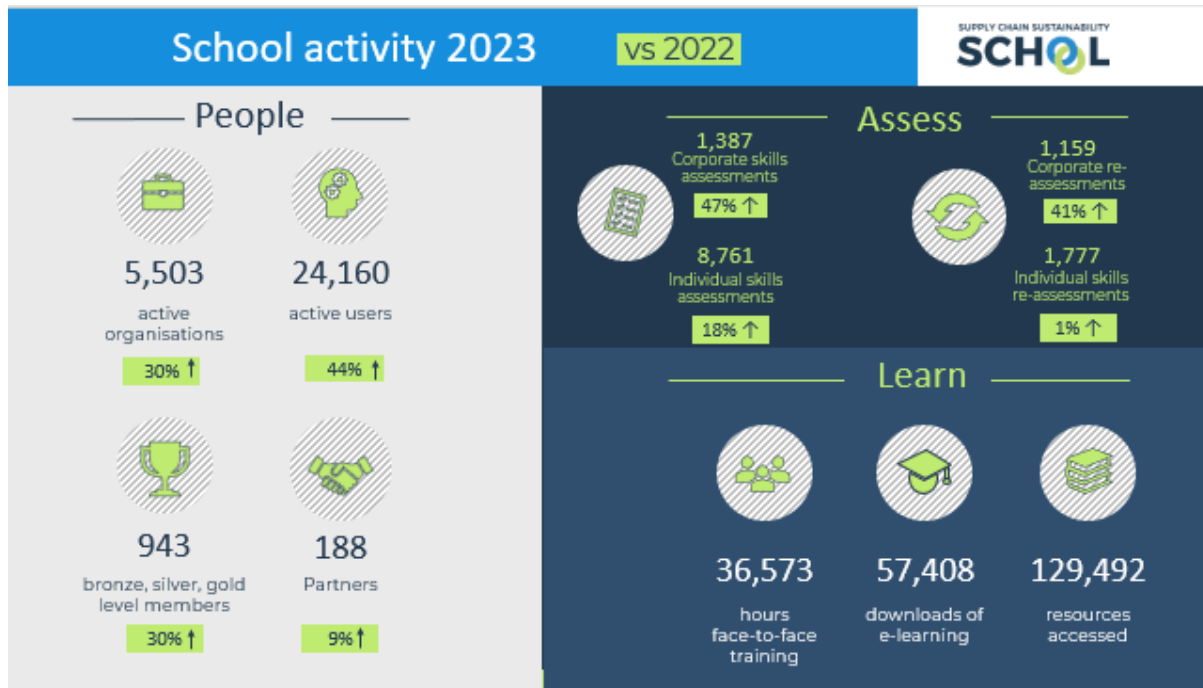 School activity 2023
vs 2022
SUPPLY CHAIN SUSTAINABILITY
SCHOOL
People
5,503
active
organisations
30% ↑
24,160
active users
44% ↑
943
bronze, silver, gold
level members
30% ↑
188
Partners
9% ↑
Assess
1,387
Corporate skills
assessments
47% ↑
1,159
Corporate re-
assessments
41% ↑
8,761
Individual skills
assessments
18% ↑
1,777
Individual skills
re-assessments
1% ↑
Learn
36,573
hours
face-to-face
training
57,408
downloads of
e-learning
129,492
resources
accessed